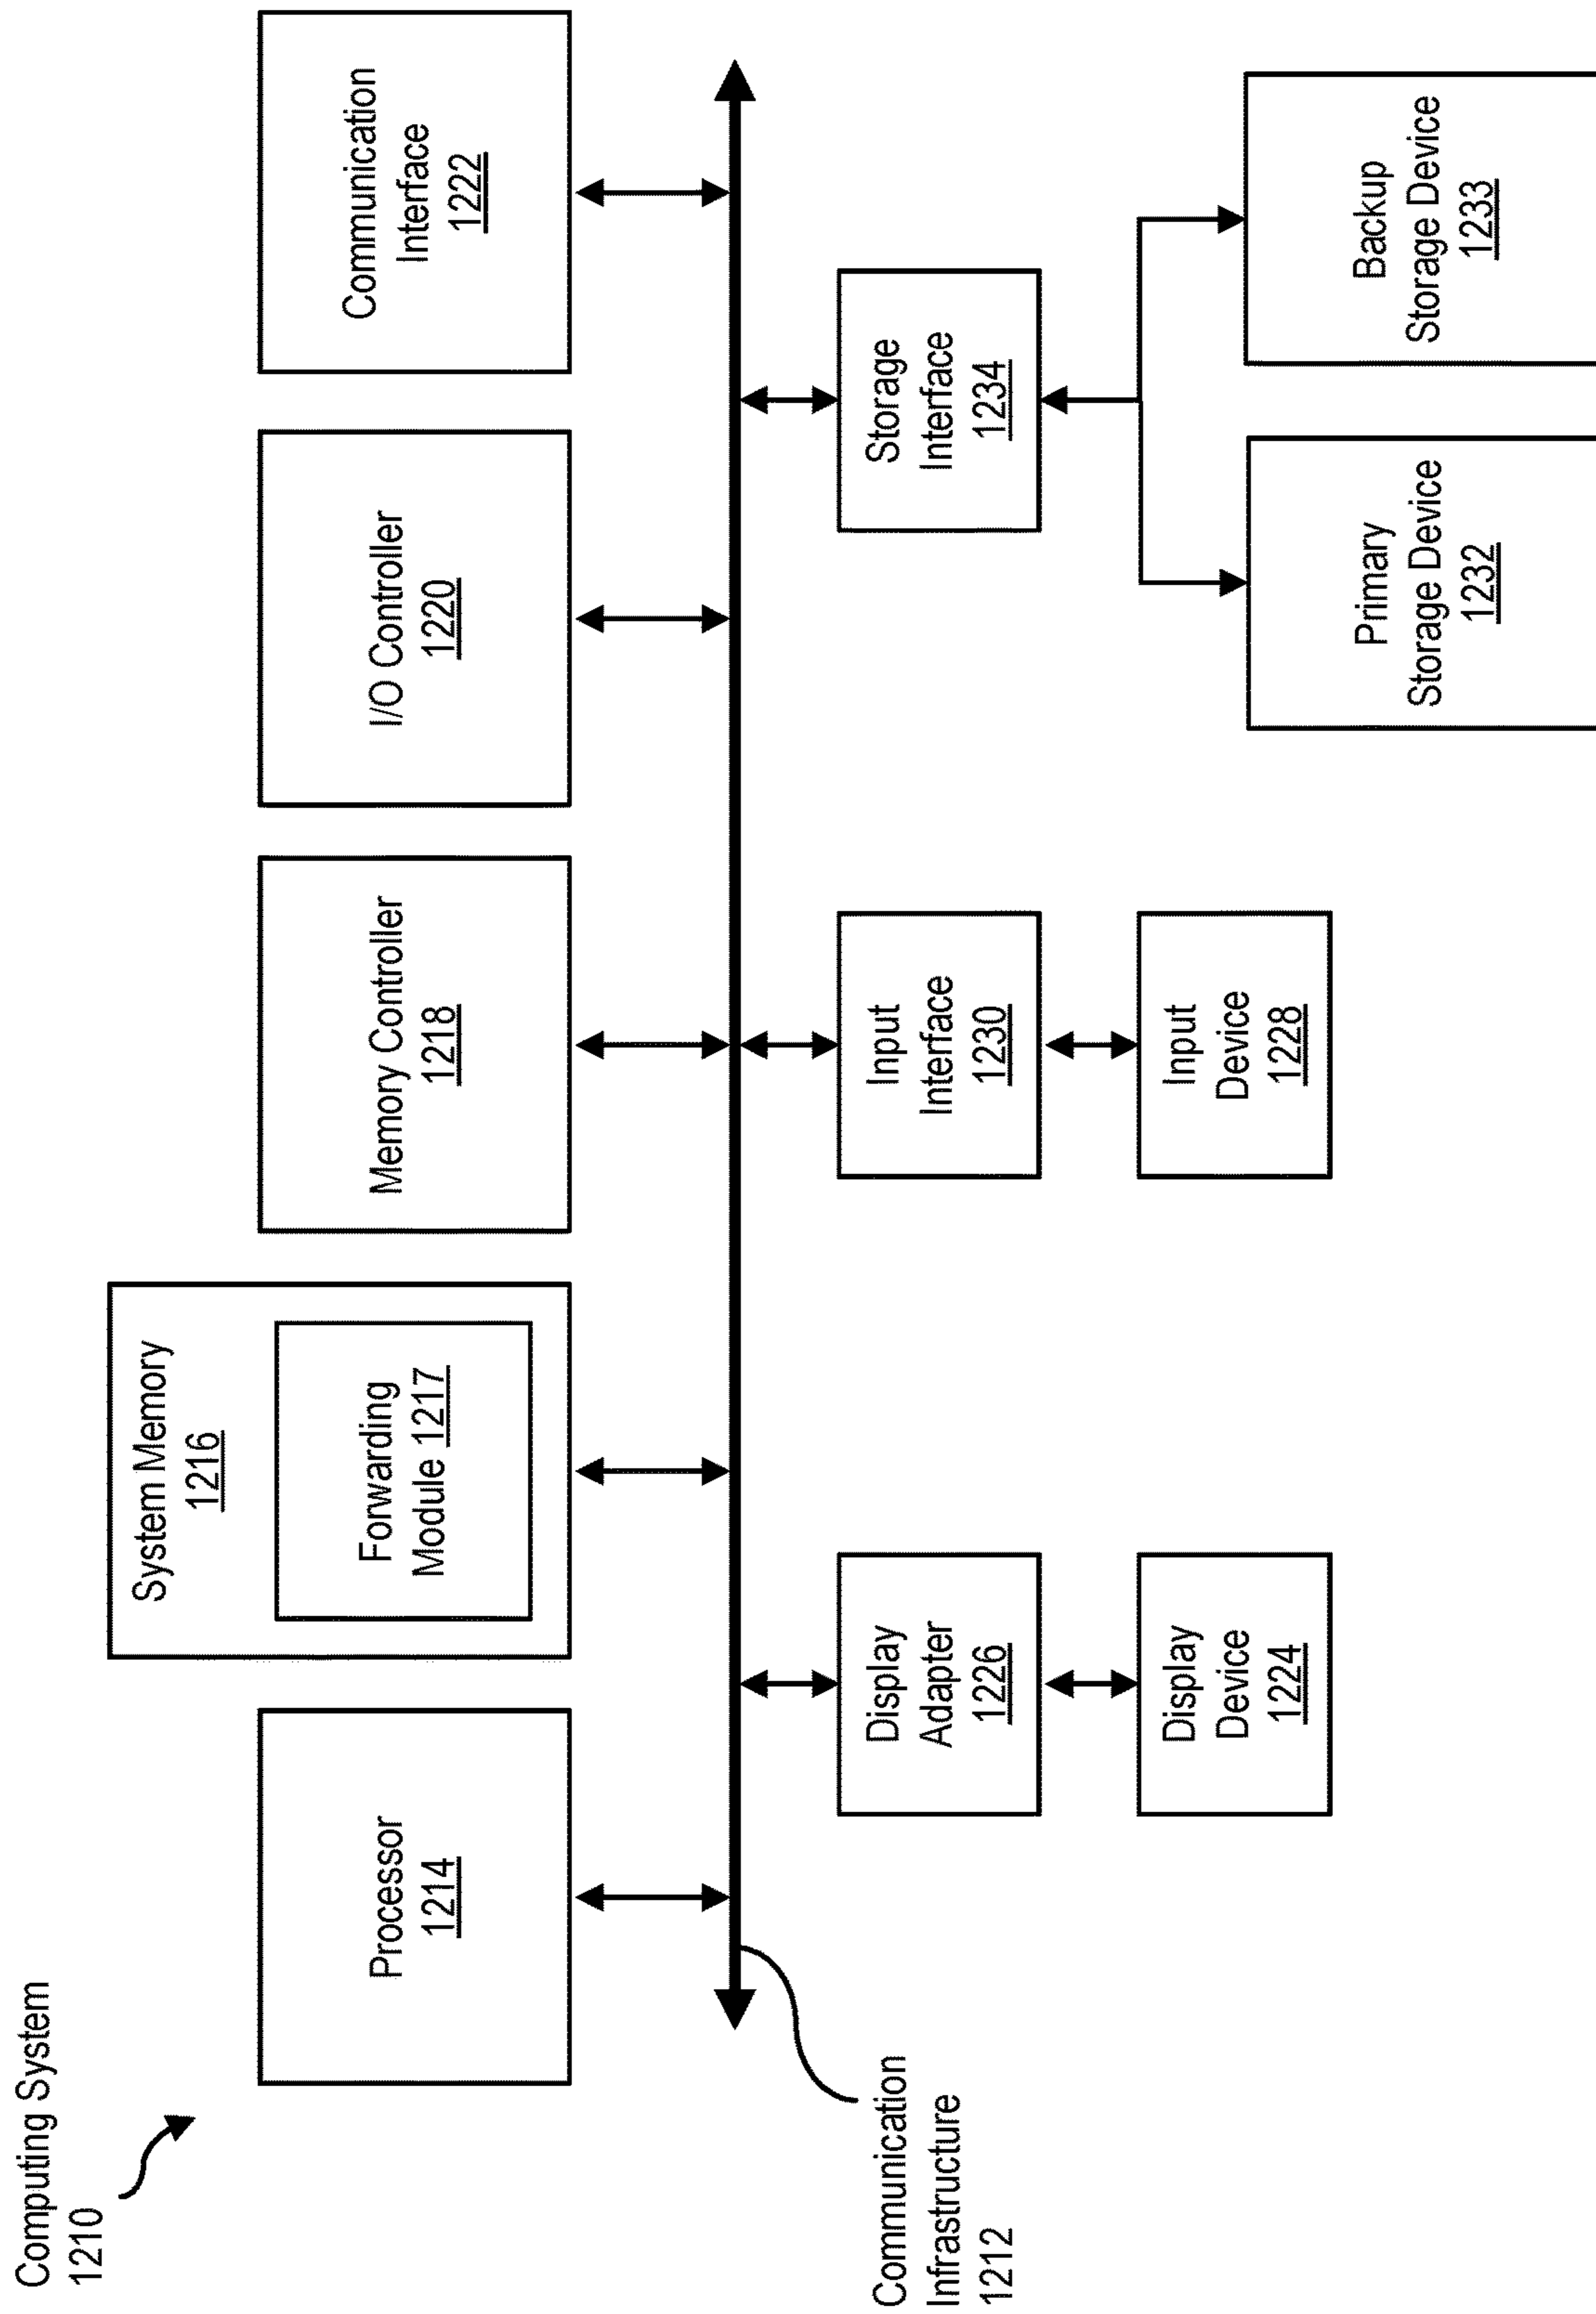 Computing System
1210
Processor
1214
System Memory
1216
Forwarding
Module 1217
Memory Controller
1218
I/O Controller
1220
Communication
Interface
1222
Communication
Infrastructure
1212
Display
Adapter
1226
Input
Interface
1230
Storage
Interface
1234
Display
Device
1224
Input
Device
1228
Primary
Storage Device
1232
Backup
Storage Device
1233